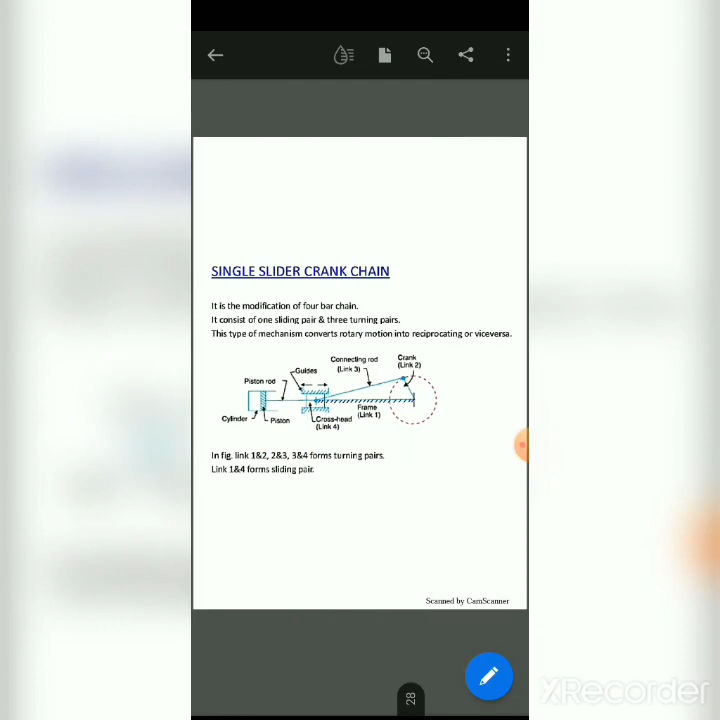 SINGLE SLIDER CRANK CHAIN
It is the modification of four bar chain.
It consist of one sliding pair & three turning pairs.
This type of mechanism converts rotary motion into reciprocating or viceversa.
Connecting rod
(Link 3)
Crank
(Link 2)
Guides
Piston rod
Frame
(Link 1)
Cylinder
Piston
Cross-head
(Link 4)
In fig. link 1&2, 2&3, 3&4 forms turning pairs.
Link 1&4 forms sliding pair.
Scanned by CamScanner
28
XRecorder